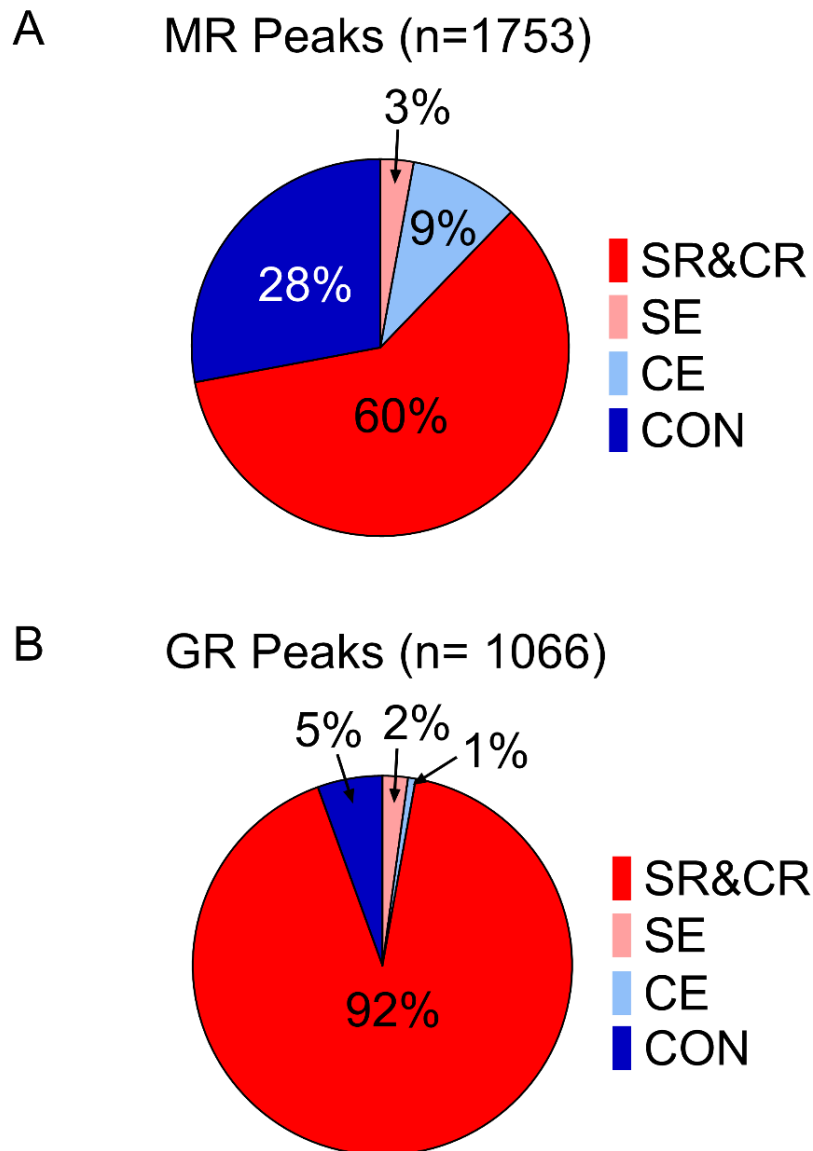 A
MR Peaks (n=1753)
3%
9%
28%
60%
SR&CR
SE
CE
CON
B
GR Peaks (n= 1066)
5%
2%
1%
92%
SR&CR
SE
CE
CON